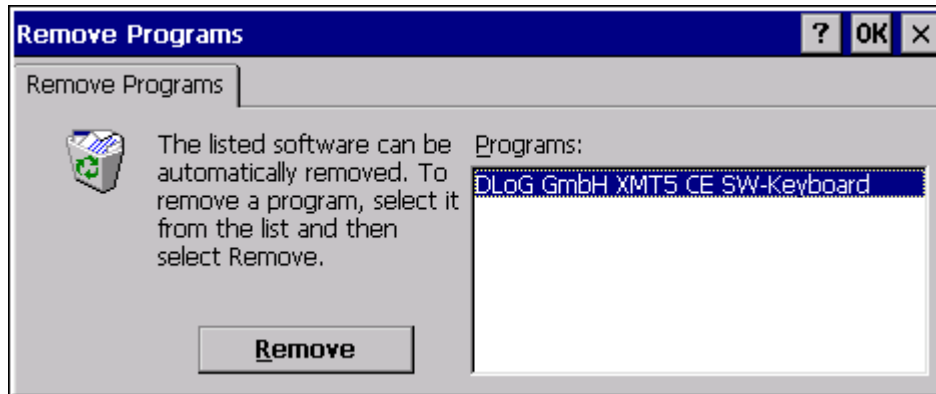 Remove Programs
? OK ×
Remove Programs
The listed software can be
automatically removed. To
remove a program, select it
from the list and then
select Remove.
Remove
Programs:
DLoG GmbH XMT5 CE SW-Keyboard